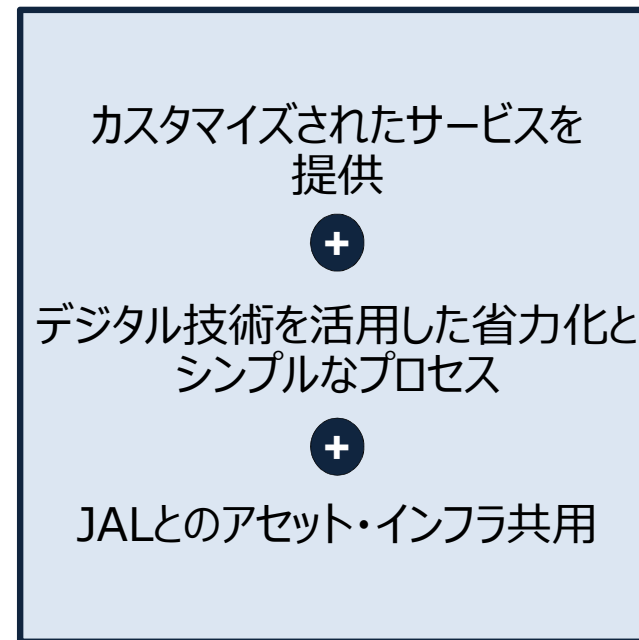 カスタマイズされたサービスを
提供
+
デジタル技術を活用した省力化と
シンプルなプロセス
+
JALとのアセット・インフラ共用